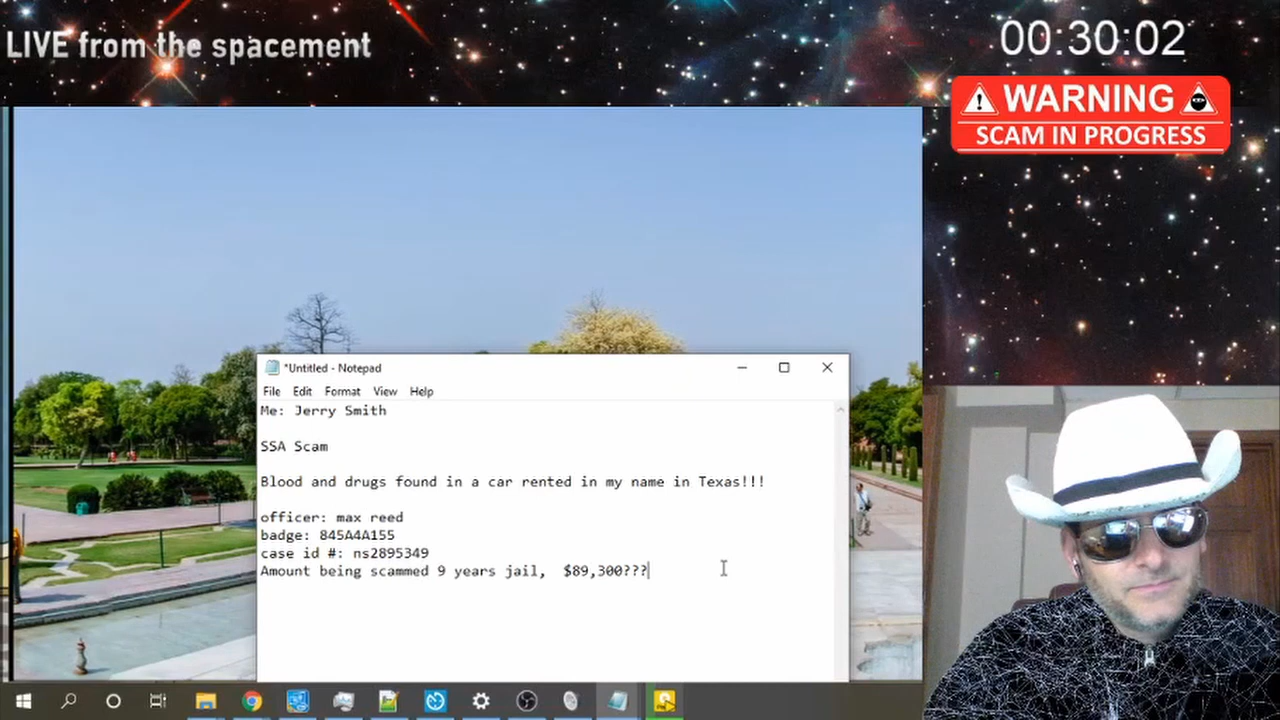 LIVE from the spacement
00:30:02
WARNING
SCAM IN PROGRESS
*Untitled - Notepad
File Edit Format View Help
Me: Jerry Smith
SSA Scam
Blood and drugs found in a car rented in my name in Texas!!!
officer: max reed
badge: 845A4A155
case id #: ns2895349
Amount being scammed 9 years jail,  $89,300???